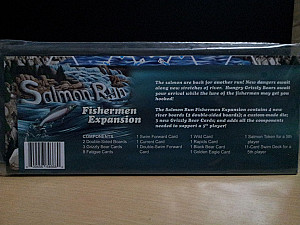 Salmon Run
Fishermen
Expansion
The salmon are back for another run! New dangers await
along new stretches of river. Hungry Grizzly Bears await
your arrival while the lure of the Fishermen may get you
hooked!
The Salmon Run Fishermen Expansion contains 4 new
river boards (2 double-sided boards); a custom-made die;
3 new Grizzly Bear Cards; and adds all the components
needed to support a 5th player!
COMPONENTS
2 Double-Sided Boards
3 Grizzly Bear Cards
8 Fatigue Cards
1 Swim Forward Card
1 Current Card
1 Double-Swim Forward
Card
1 Wild Card
1 Rapids Card
1 Black Bear Card
1 Golden Eagle Card
1 Salmon Token for a 5th
player
11-Card Swim Deck for a
5th player